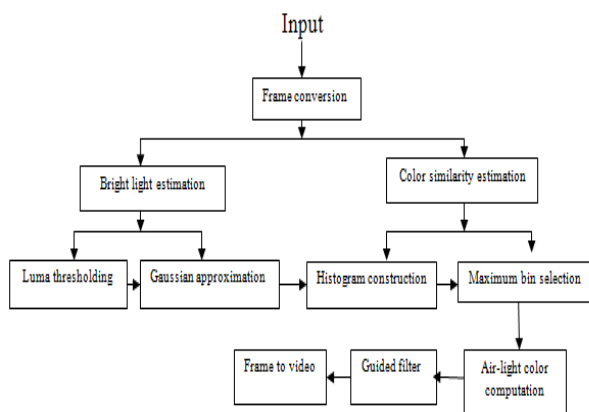 Input
Frame conversion
Bright light estimation
Color similarity estimation
Luma thresholding
Gaussian approximation
Histogram construction
Maximum bin selection
Frame to video
Guided filter
Air-light color
computation